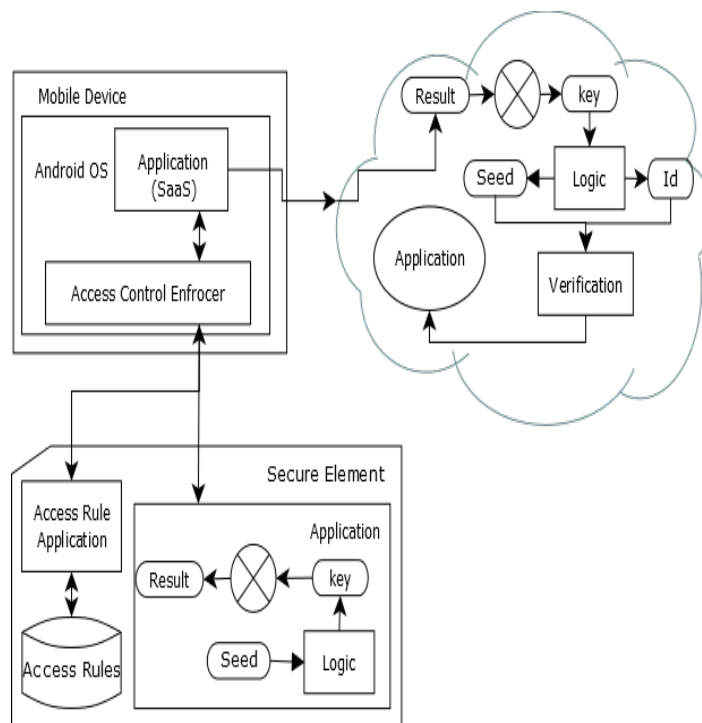 Mobile Device
Android OS
Application
(SaaS)
Access Control Enfrocer
Result
key
Seed
Logic
Id
Application
Verification
Secure Element
Access Rule
Application
Access Rules
Application
Result
key
Seed
Logic